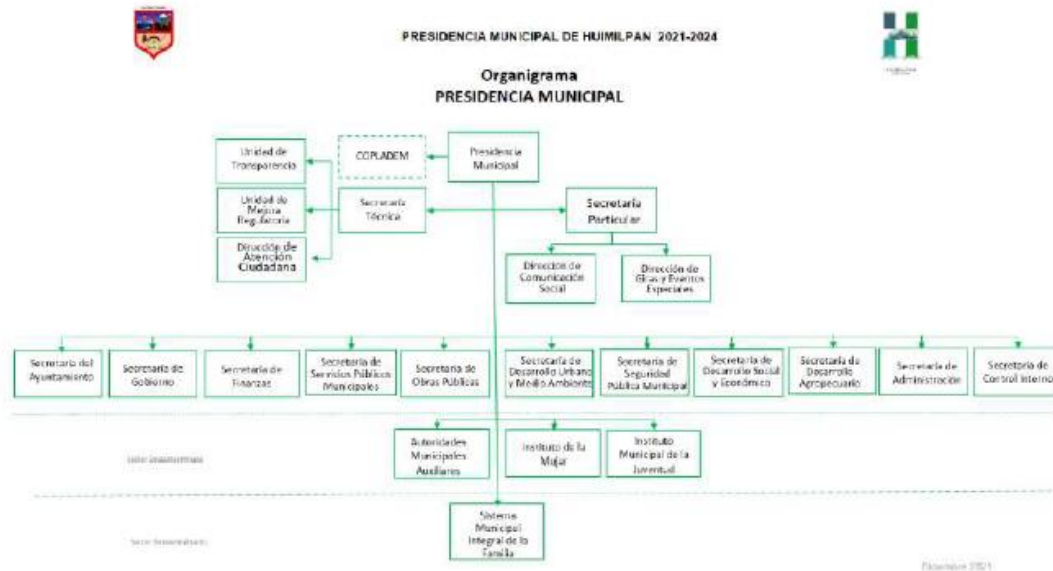 PRESIDENCIA MUNICIPAL DE HUIMILPAN 2021-2024
Organigrama
PRESIDENCIA MUNICIPAL
Unidad de
Transparencia
COPLADEM
Presidencia
Municipal
Unidad de
Mejora
Regulatoria
Secretaría
Técnica
Secretaría
Particular
Dirección de
Atención
Ciudadana
Dirección de
Comunicación
Social
Dirección de
Giras y Eventos
Especiales
Secretaría del
Ayuntamiento
Secretaría de
Gobierno
Secretaría de
Finanzas
Secretaría de
Servicios Públicos
Municipales
Secretaría de
Obras Públicas
Secretaría de
Desarrollo Urbano
y Medio Ambiente
Secretaría de
Seguridad
Pública Municipal
Secretaría de
Desarrollo Social
y Económico
Secretaría de
Desarrollo
Agropecuario
Secretaría de
Administración
Secretaría de
Control Interno
Autoridades
Municipales
Auxiliares
Instituto de la
Mujer
Instituto
Municipal de la
Juventud
Sistema
Municipal
Integral de la
Familia
Diciembre 2021